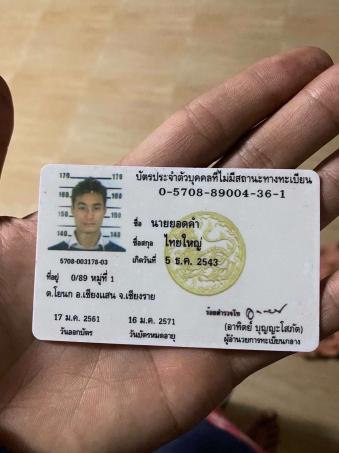 บัตรประจำตัวบุคคลที่ไม่มีสถานะทางทะเบียน
0-5708-89004-36-1
170 170
160 160
150 150
140 140
5708-003178-03
ชื่อ นายยอดคำ
ชื่อสกุล ไทยใหญ่
เกิดวันที่ 5 ธ.ค. 2543
ที่อยู่ 0/89 หมู่ที่ 1
ต.โยนก อ.เชียงแสน จ.เชียงราย
17 ม.ค. 2561
วันออกบัตร
16 ม.ค. 2571
วันบัตรหมดอายุ
(อาทิตย์ บุญญะโสภัต)
ผู้อำนวยการทะเบียนกลาง